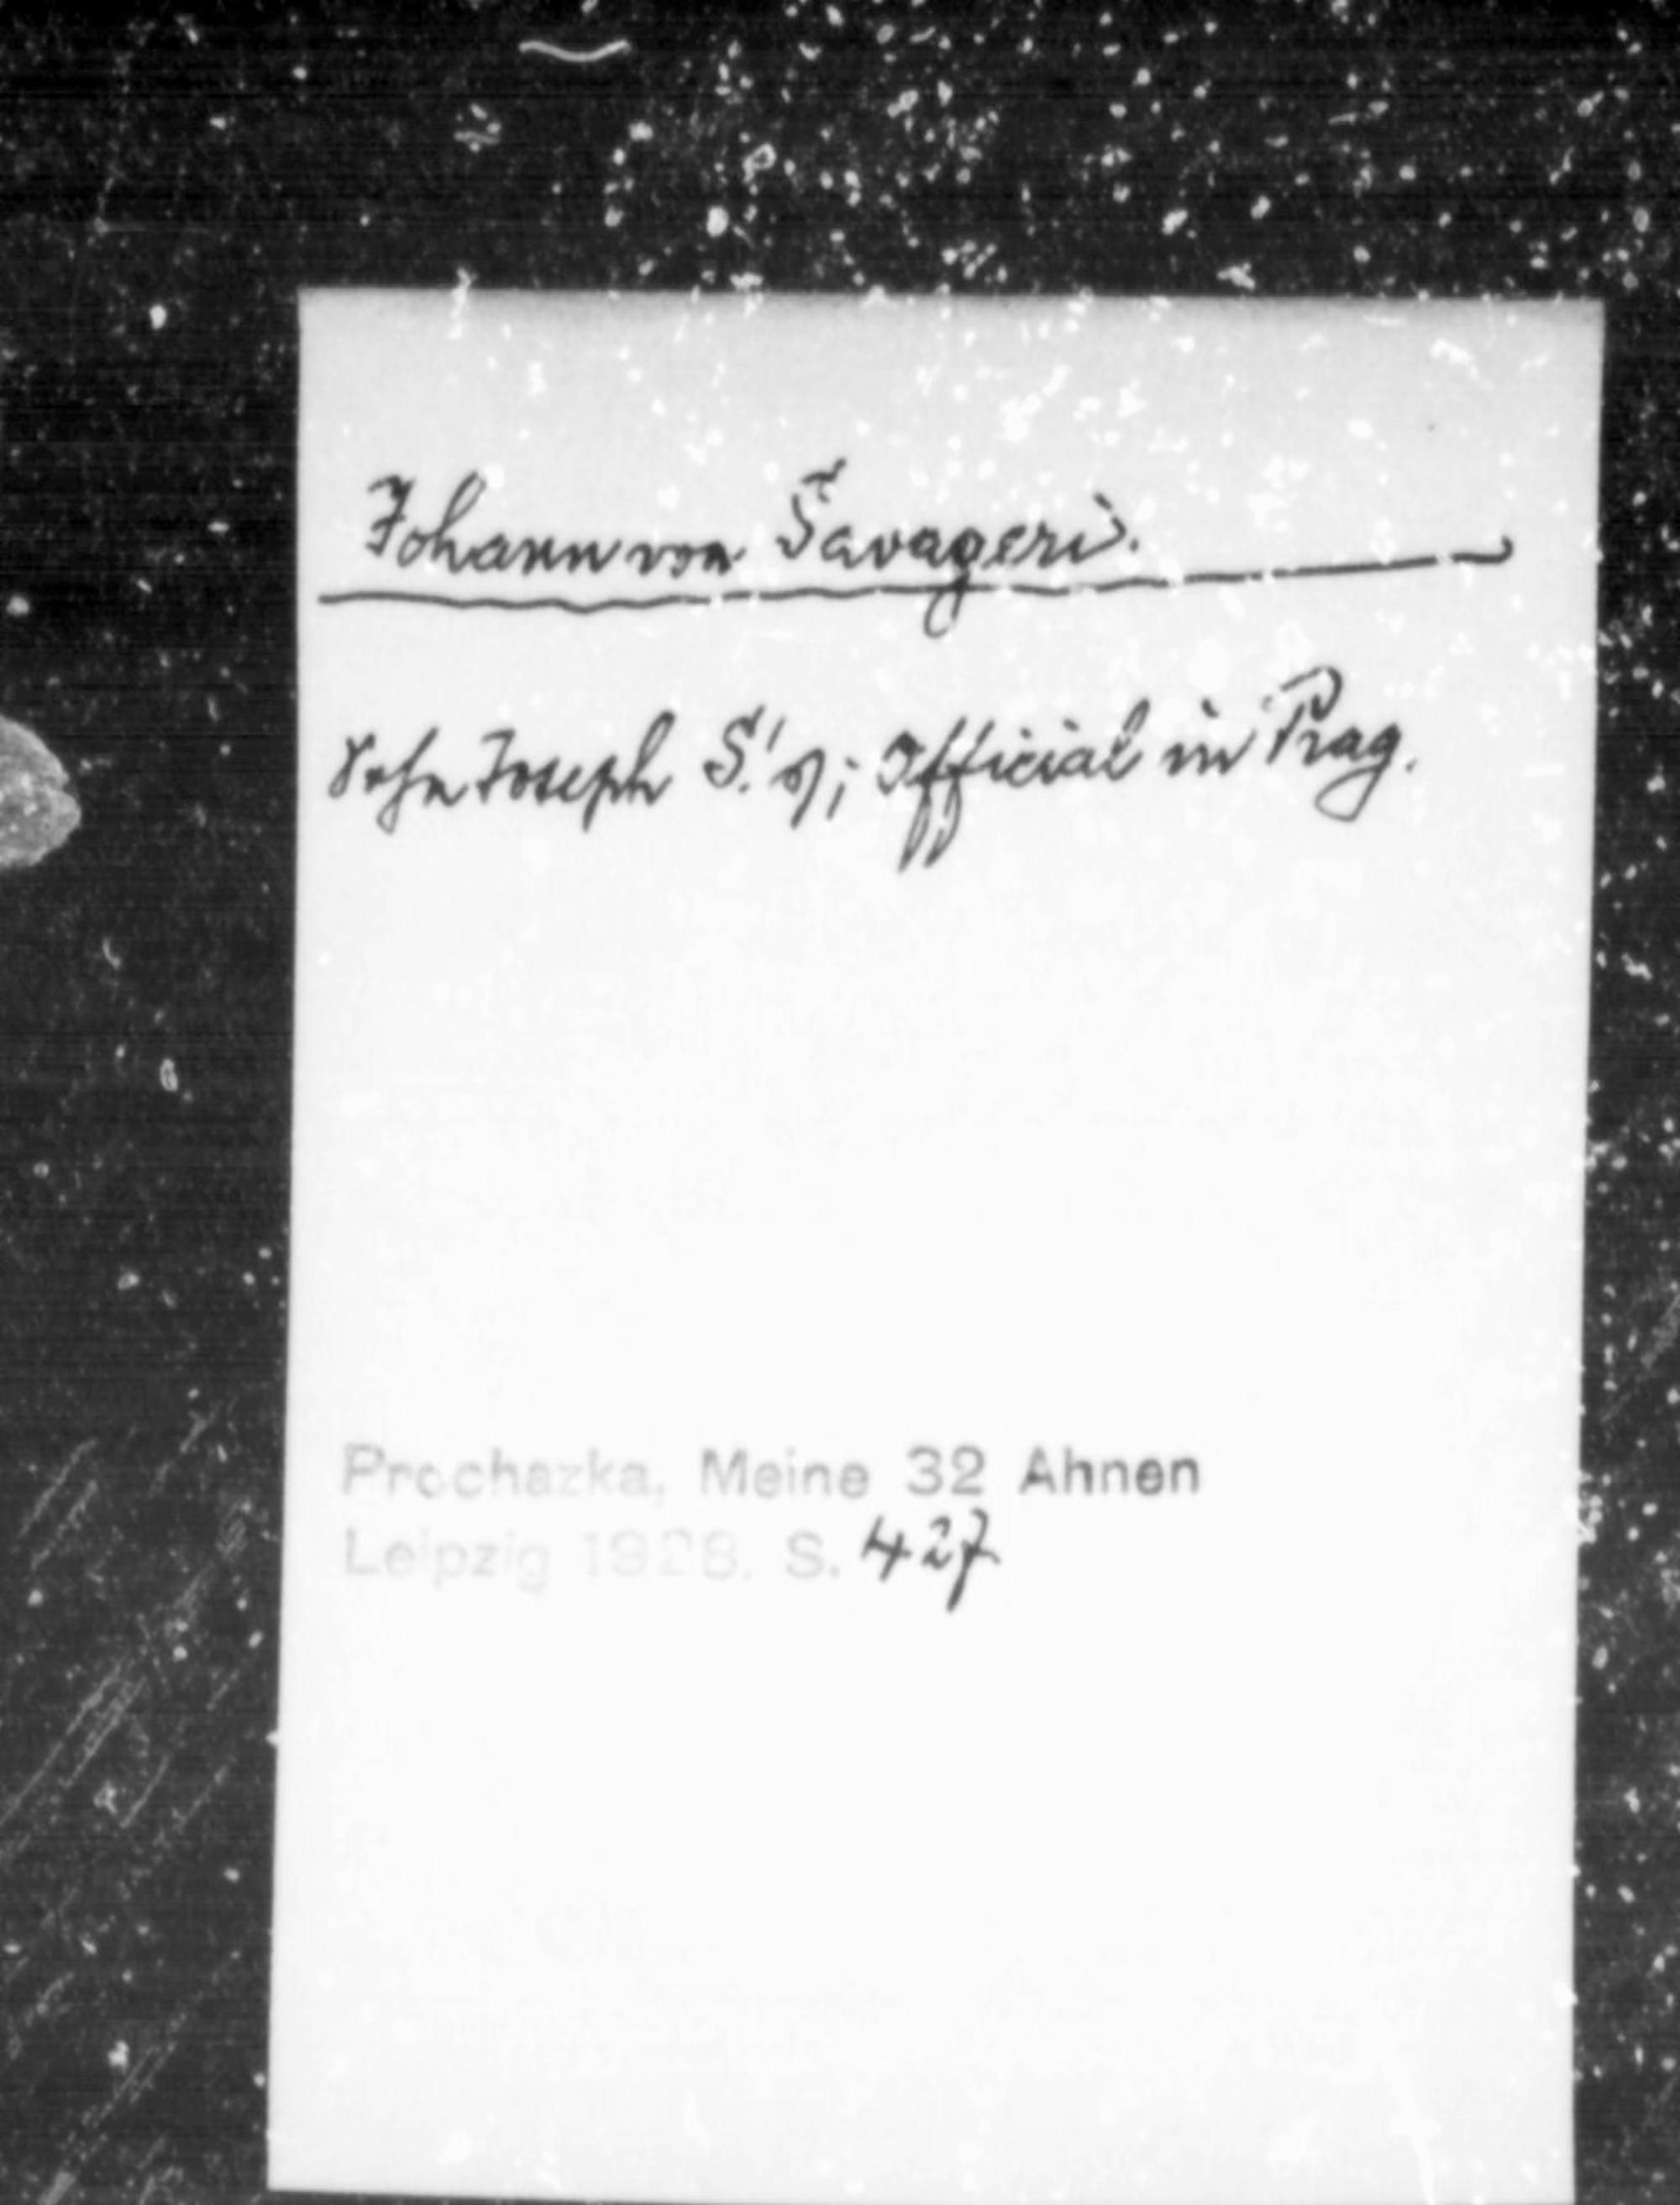 Johann von Savageri.
Sohn Joseph S.'s; Official in Prag.
Prochazka, Meine 32 Ahnen
Leipzig 1928. S. 427